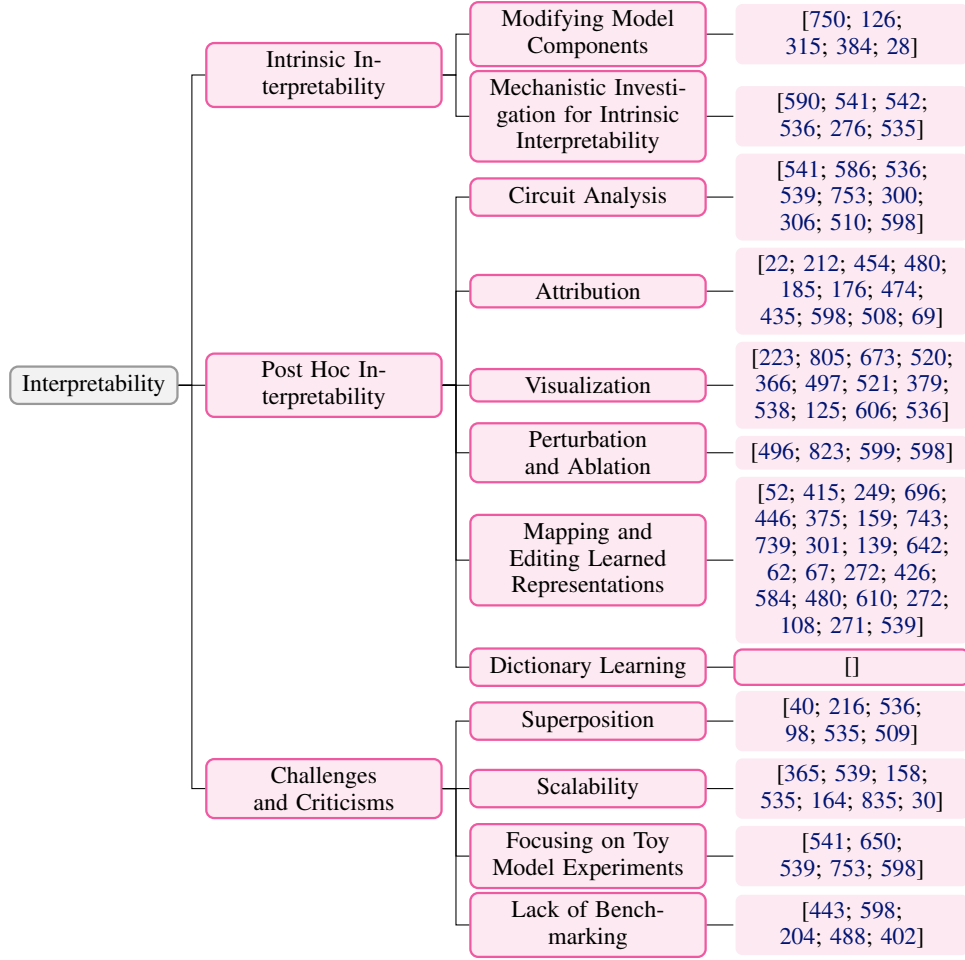 Interpretability
Intrinsic In-
terpretability
Modifying Model
Components
[750; 126;
315; 384; 28]
Mechanistic Investi-
gation for Intrinsic
Interpretability
[590; 541; 542;
536; 276; 535]
Post Hoc In-
terpretability
Circuit Analysis
[541; 586; 536;
539; 753; 300;
306; 510; 598]
Attribution
[22; 212; 454; 480;
185; 176; 474;
435; 598; 508; 69]
Visualization
[223; 805; 673; 520;
366; 497; 521; 379;
538; 125; 606; 536]
Perturbation
and Ablation
[496; 823; 599; 598]
Mapping and
Editing Learned
Representations
[52; 415; 249; 696;
446; 375; 159; 743;
739; 301; 139; 642;
62; 67; 272; 426;
584; 480; 610; 272;
108; 271; 539]
Dictionary Learning
[]
Challenges
and Criticisms
Superposition
[40; 216; 536;
98; 535; 509]
Scalability
[365; 539; 158;
535; 164; 835; 30]
Focusing on Toy
Model Experiments
[541; 650;
539; 753; 598]
Lack of Bench-
marking
[443; 598;
204; 488; 402]